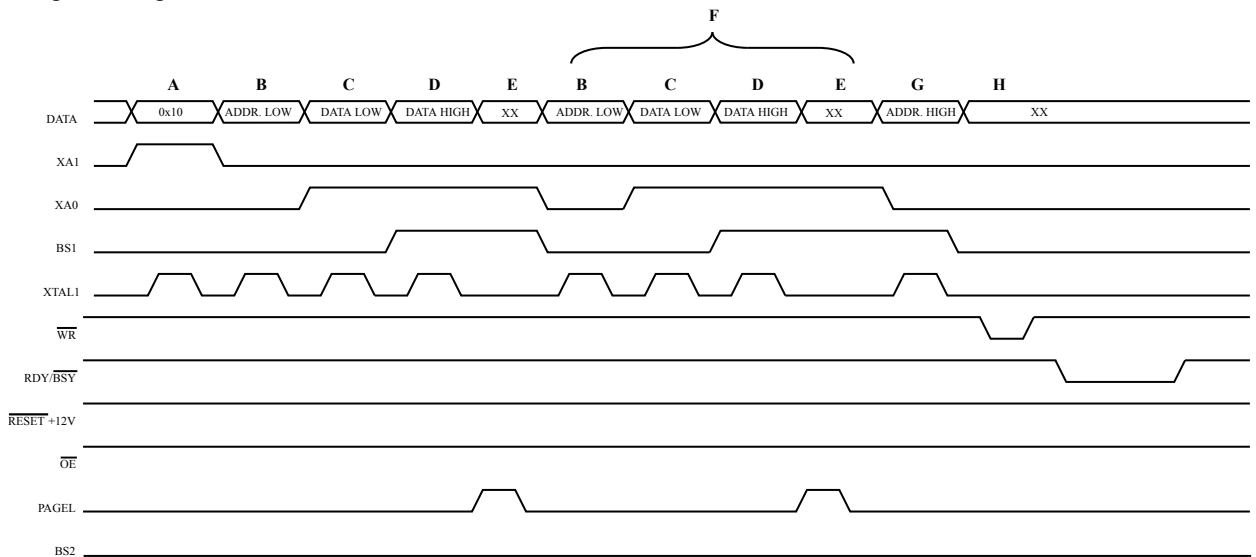 F
A B C D E B C D E G H
DATA 0x10 ADDR. LOW DATA LOW DATA HIGH XX ADDR. LOW DATA LOW DATA HIGH XX ADDR. HIGH XX
XA1
XA0
BS1
XTAL1
WR
RDY/BSY
RESET +12V
OE
PAGEL
BS2